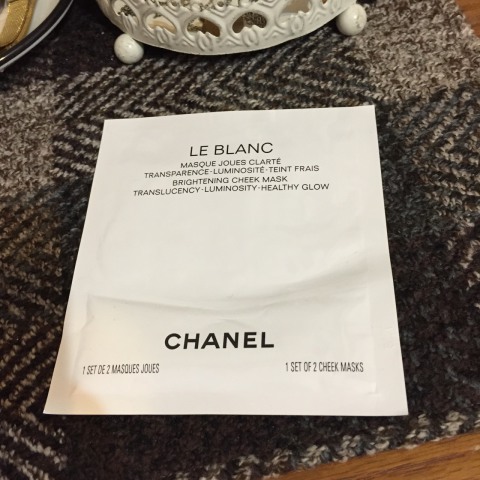 LE BLANC
MASQUE JOUES CLARTÉ
TRANSPARENCE·LUMINOSITÉ·TEINT FRAIS
BRIGHTENING CHEEK MASK
TRANSLUCENCY·LUMINOSITY·HEALTHY GLOW
CHANEL
1 SET DE 2 MASQUES JOUES
1 SET OF 2 CHEEK MASKS